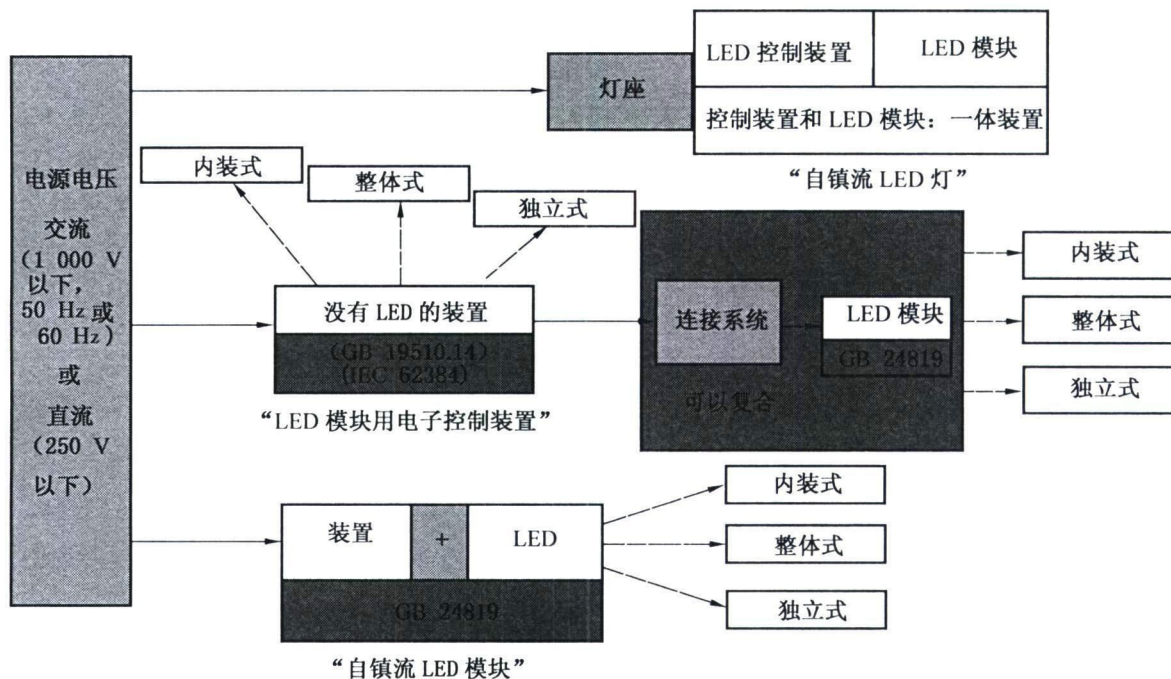 电源电压
交流
(1 000 V
以下,
50 Hz 或
60 Hz)
或
直流
(250 V
以下)
灯座
LED 控制装置
LED 模块
控制装置和 LED 模块: 一体装置
“自镇流 LED 灯”
内装式
整体式
独立式
没有 LED 的装置
(GB 19510.14)
(IEC 62384)
“LED 模块用电子控制装置”
连接系统
LED 模块
GB 24819
可以复合
内装式
整体式
独立式
装置
+
LED
GB 24819
“自镇流 LED 模块”
内装式
整体式
独立式